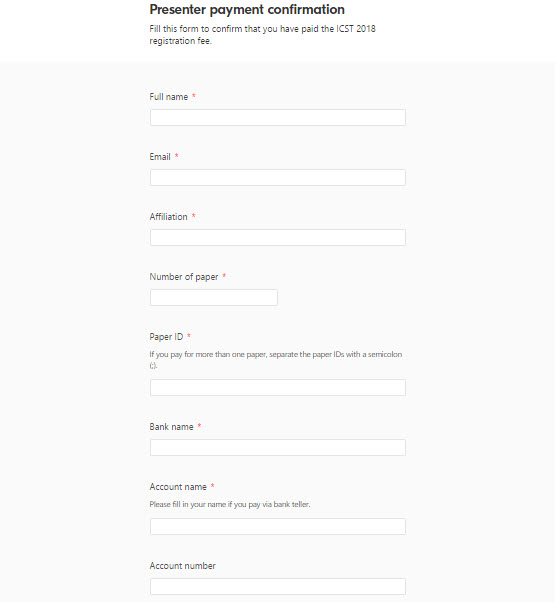 Presenter payment confirmation
Fill this form to confirm that you have paid the ICST 2018
registration fee.
Full name *
Email *
Affiliation *
Number of paper *
Paper ID *
If you pay for more than one paper, separate the paper IDs with a semicolon
(;).
Bank name *
Account name *
Please fill in your name if you pay via bank teller.
Account number